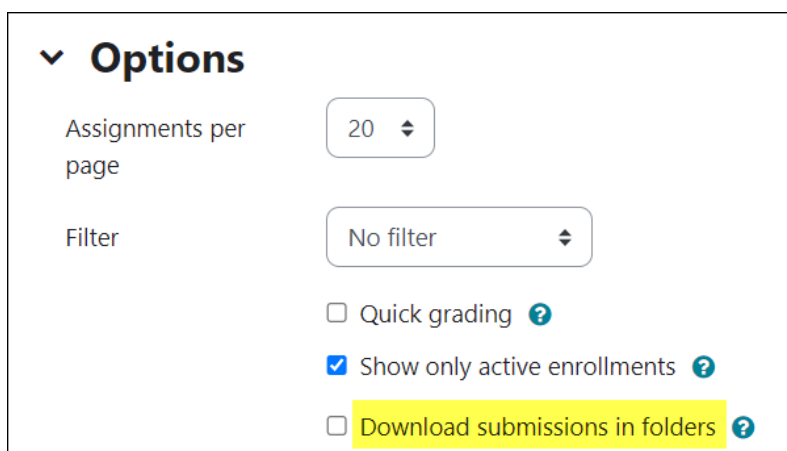 Options
Assignments per
page
20
Filter
No filter
Quick grading ?
Show only active enrollments ?
Download submissions in folders ?